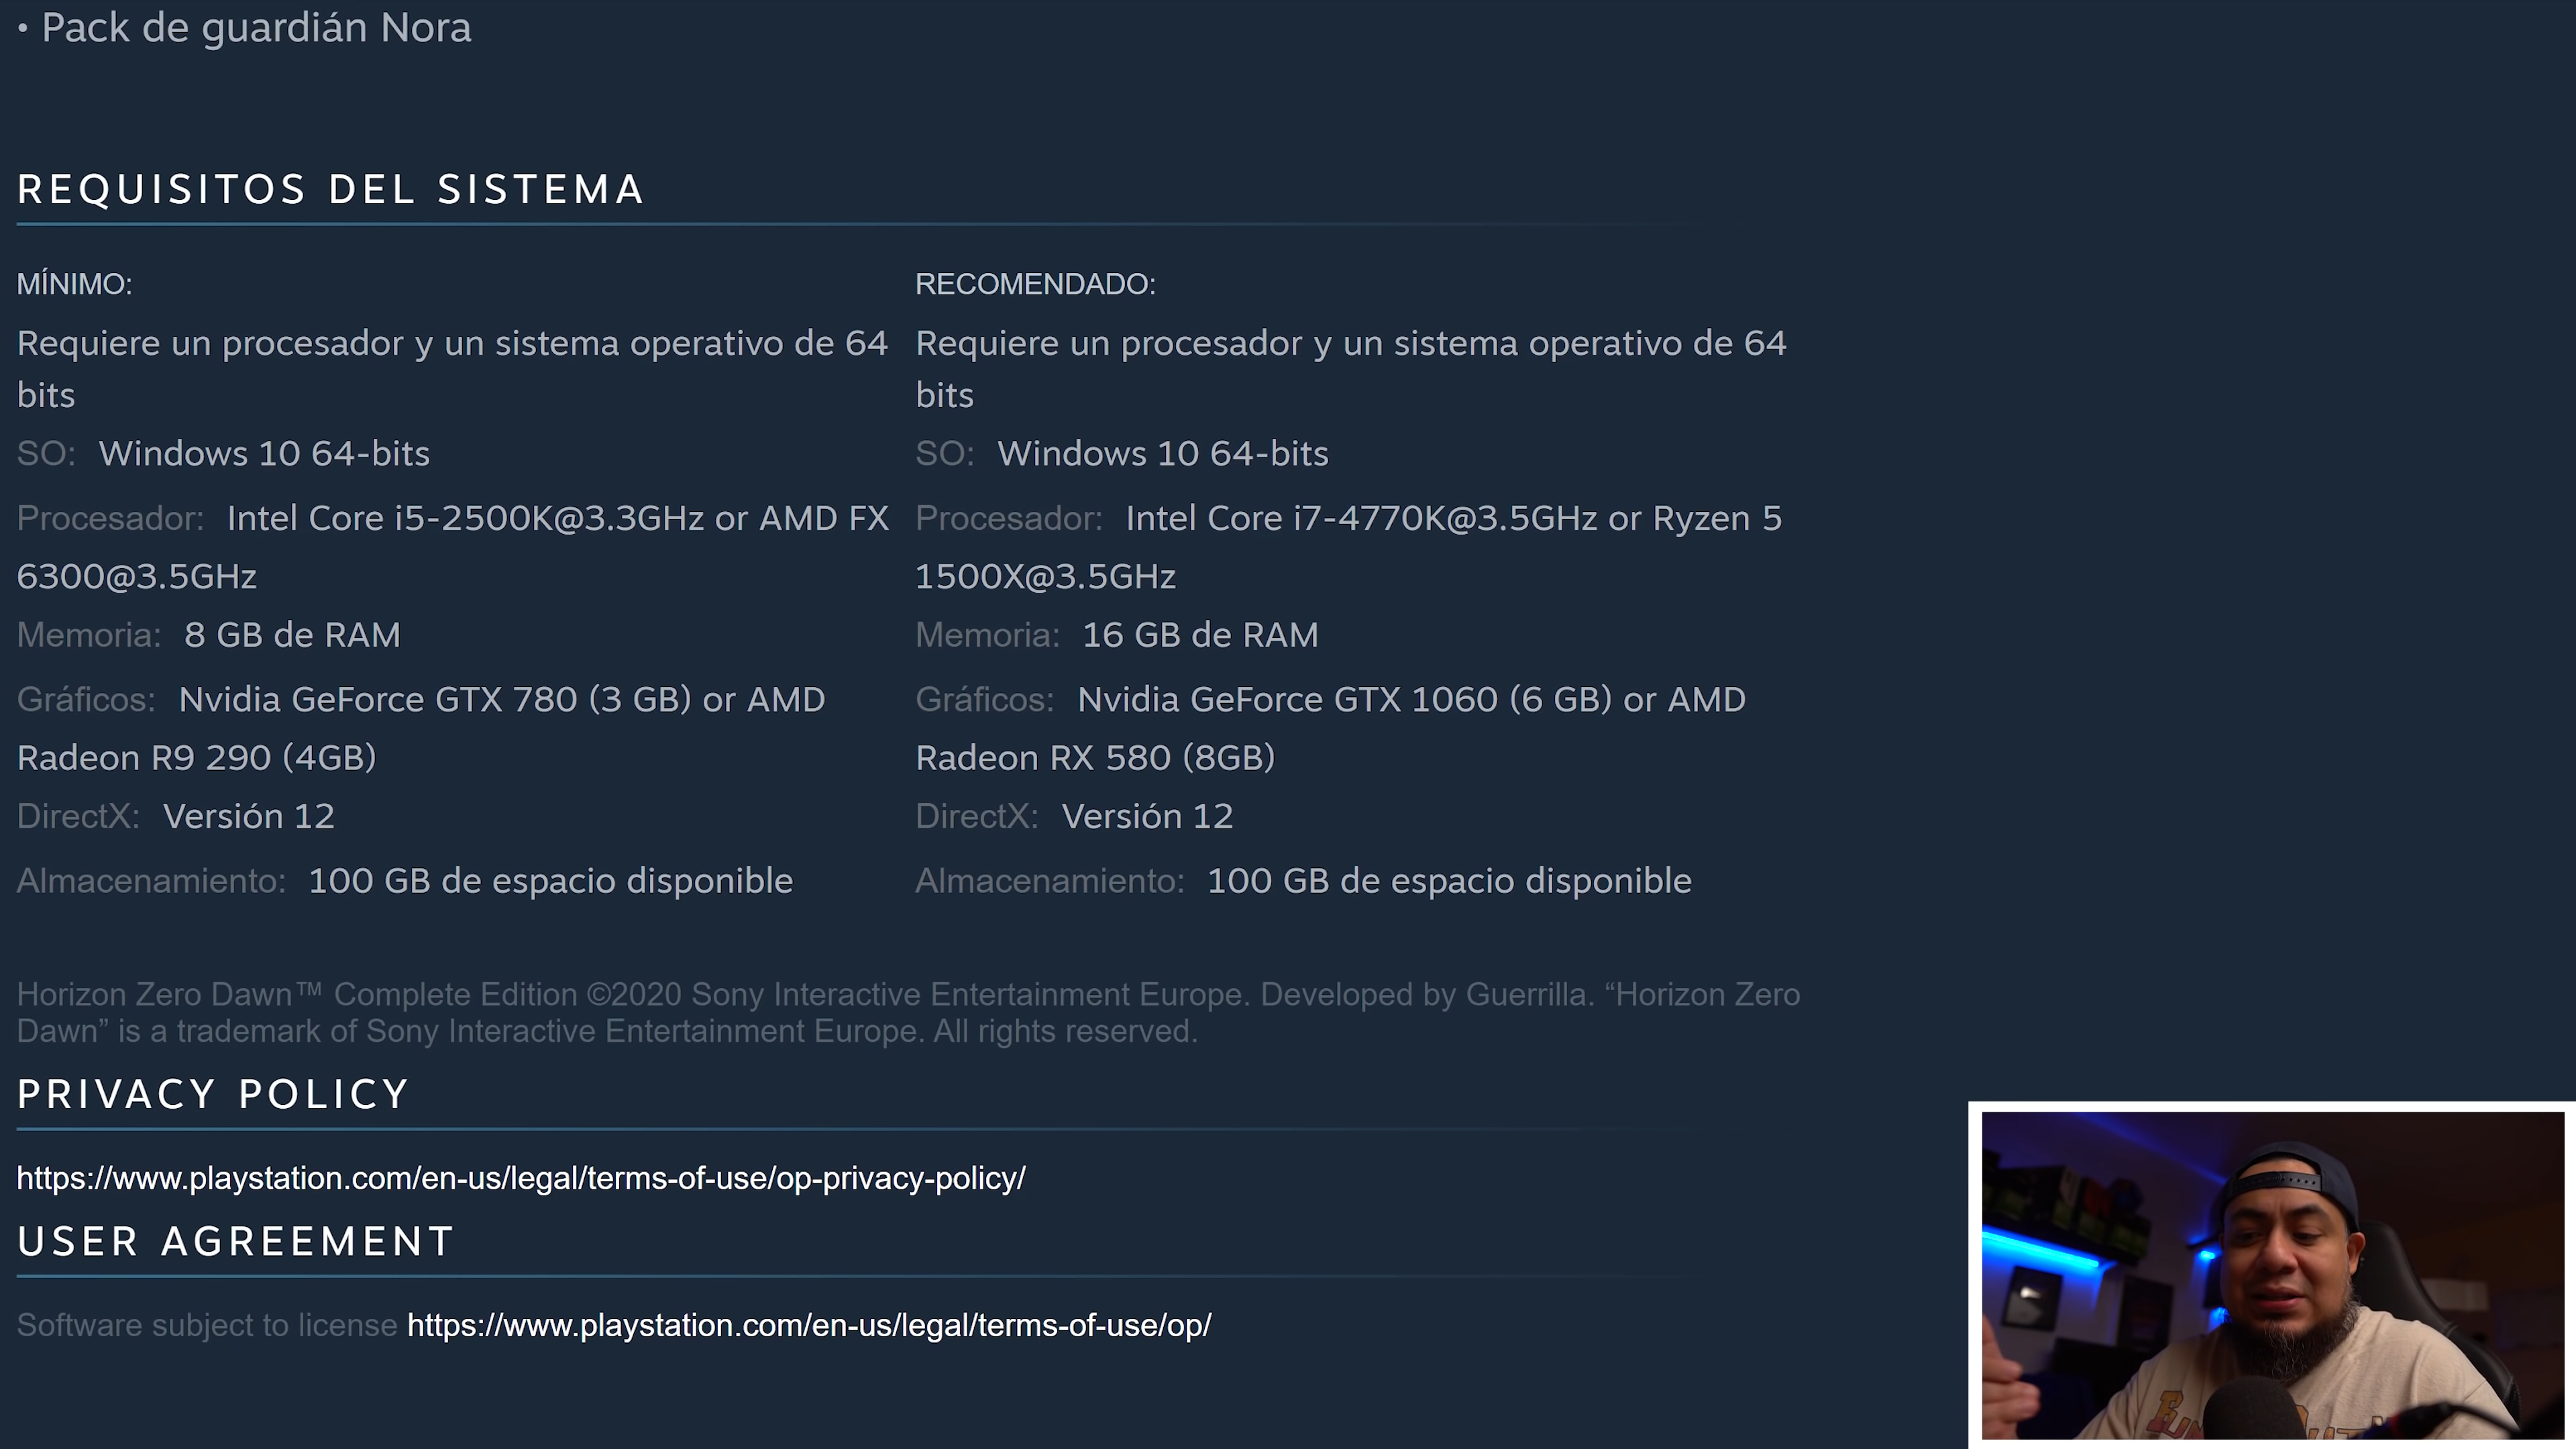 • Pack de guardián Nora
REQUISITOS DEL SISTEMA
MÍNIMO:
Requiere un procesador y un sistema operativo de 64
bits
SO: Windows 10 64-bits
Procesador: Intel Core i5-2500K@3.3GHz or AMD FX
6300@3.5GHz
Memoria: 8 GB de RAM
Gráficos: Nvidia GeForce GTX 780 (3 GB) or AMD
Radeon R9 290 (4GB)
DirectX: Versión 12
Almacenamiento: 100 GB de espacio disponible
RECOMENDADO:
Requiere un procesador y un sistema operativo de 64
bits
SO: Windows 10 64-bits
Procesador: Intel Core i7-4770K@3.5GHz or Ryzen 5
1500X@3.5GHz
Memoria: 16 GB de RAM
Gráficos: Nvidia GeForce GTX 1060 (6 GB) or AMD
Radeon RX 580 (8GB)
DirectX: Versión 12
Almacenamiento: 100 GB de espacio disponible
Horizon Zero Dawn™ Complete Edition ©2020 Sony Interactive Entertainment Europe. Developed by Guerrilla. “Horizon Zero
Dawn” is a trademark of Sony Interactive Entertainment Europe. All rights reserved.
PRIVACY POLICY
https://www.playstation.com/en-us/legal/terms-of-use/op-privacy-policy/
USER AGREEMENT
Software subject to license https://www.playstation.com/en-us/legal/terms-of-use/op/